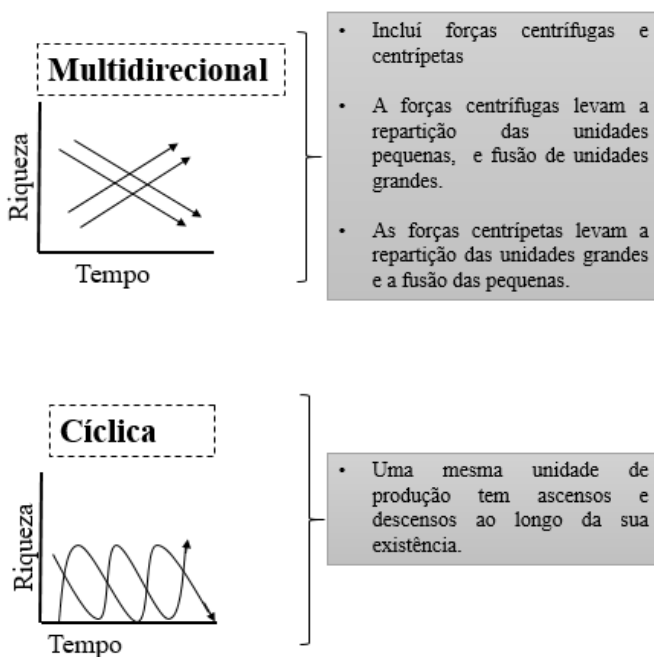 Multidirecional
Riqueza
Tempo
• Incluí forças centrífugas e
centrípetas
• A forças centrífugas levam a
repartição das unidades
pequenas, e fusão de unidades
grandes.
• As forças centrípetas levam a
repartição das unidades grandes
e a fusão das pequenas.
Cíclica
Riqueza
Tempo
• Uma mesma unidade de
produção tem ascensos e
descensos ao longo da sua
existência.